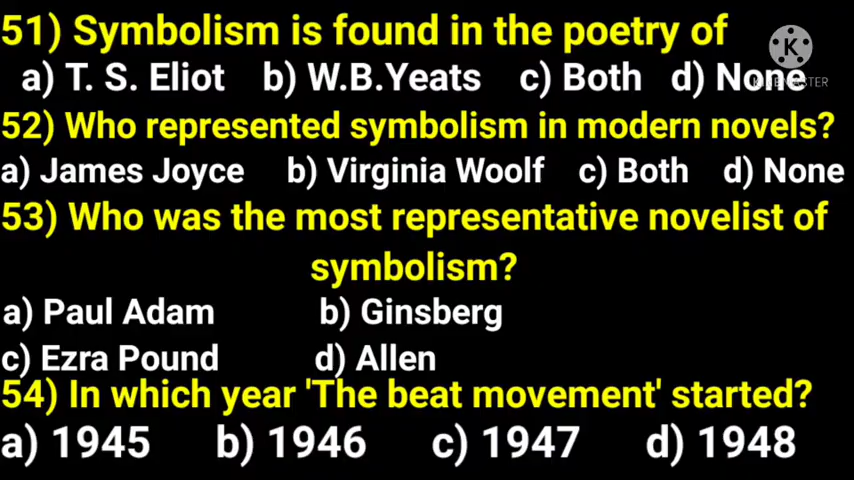 51) Symbolism is found in the poetry of
a) T. S. Eliot b) W.B.Yeats c) Both d) None
52) Who represented symbolism in modern novels?
a) James Joyce b) Virginia Woolf c) Both d) None
53) Who was the most representative novelist of
symbolism?
a) Paul Adam b) Ginsberg
c) Ezra Pound d) Allen
54) In which year 'The beat movement' started?
a) 1945 b) 1946 c) 1947 d) 1948
K